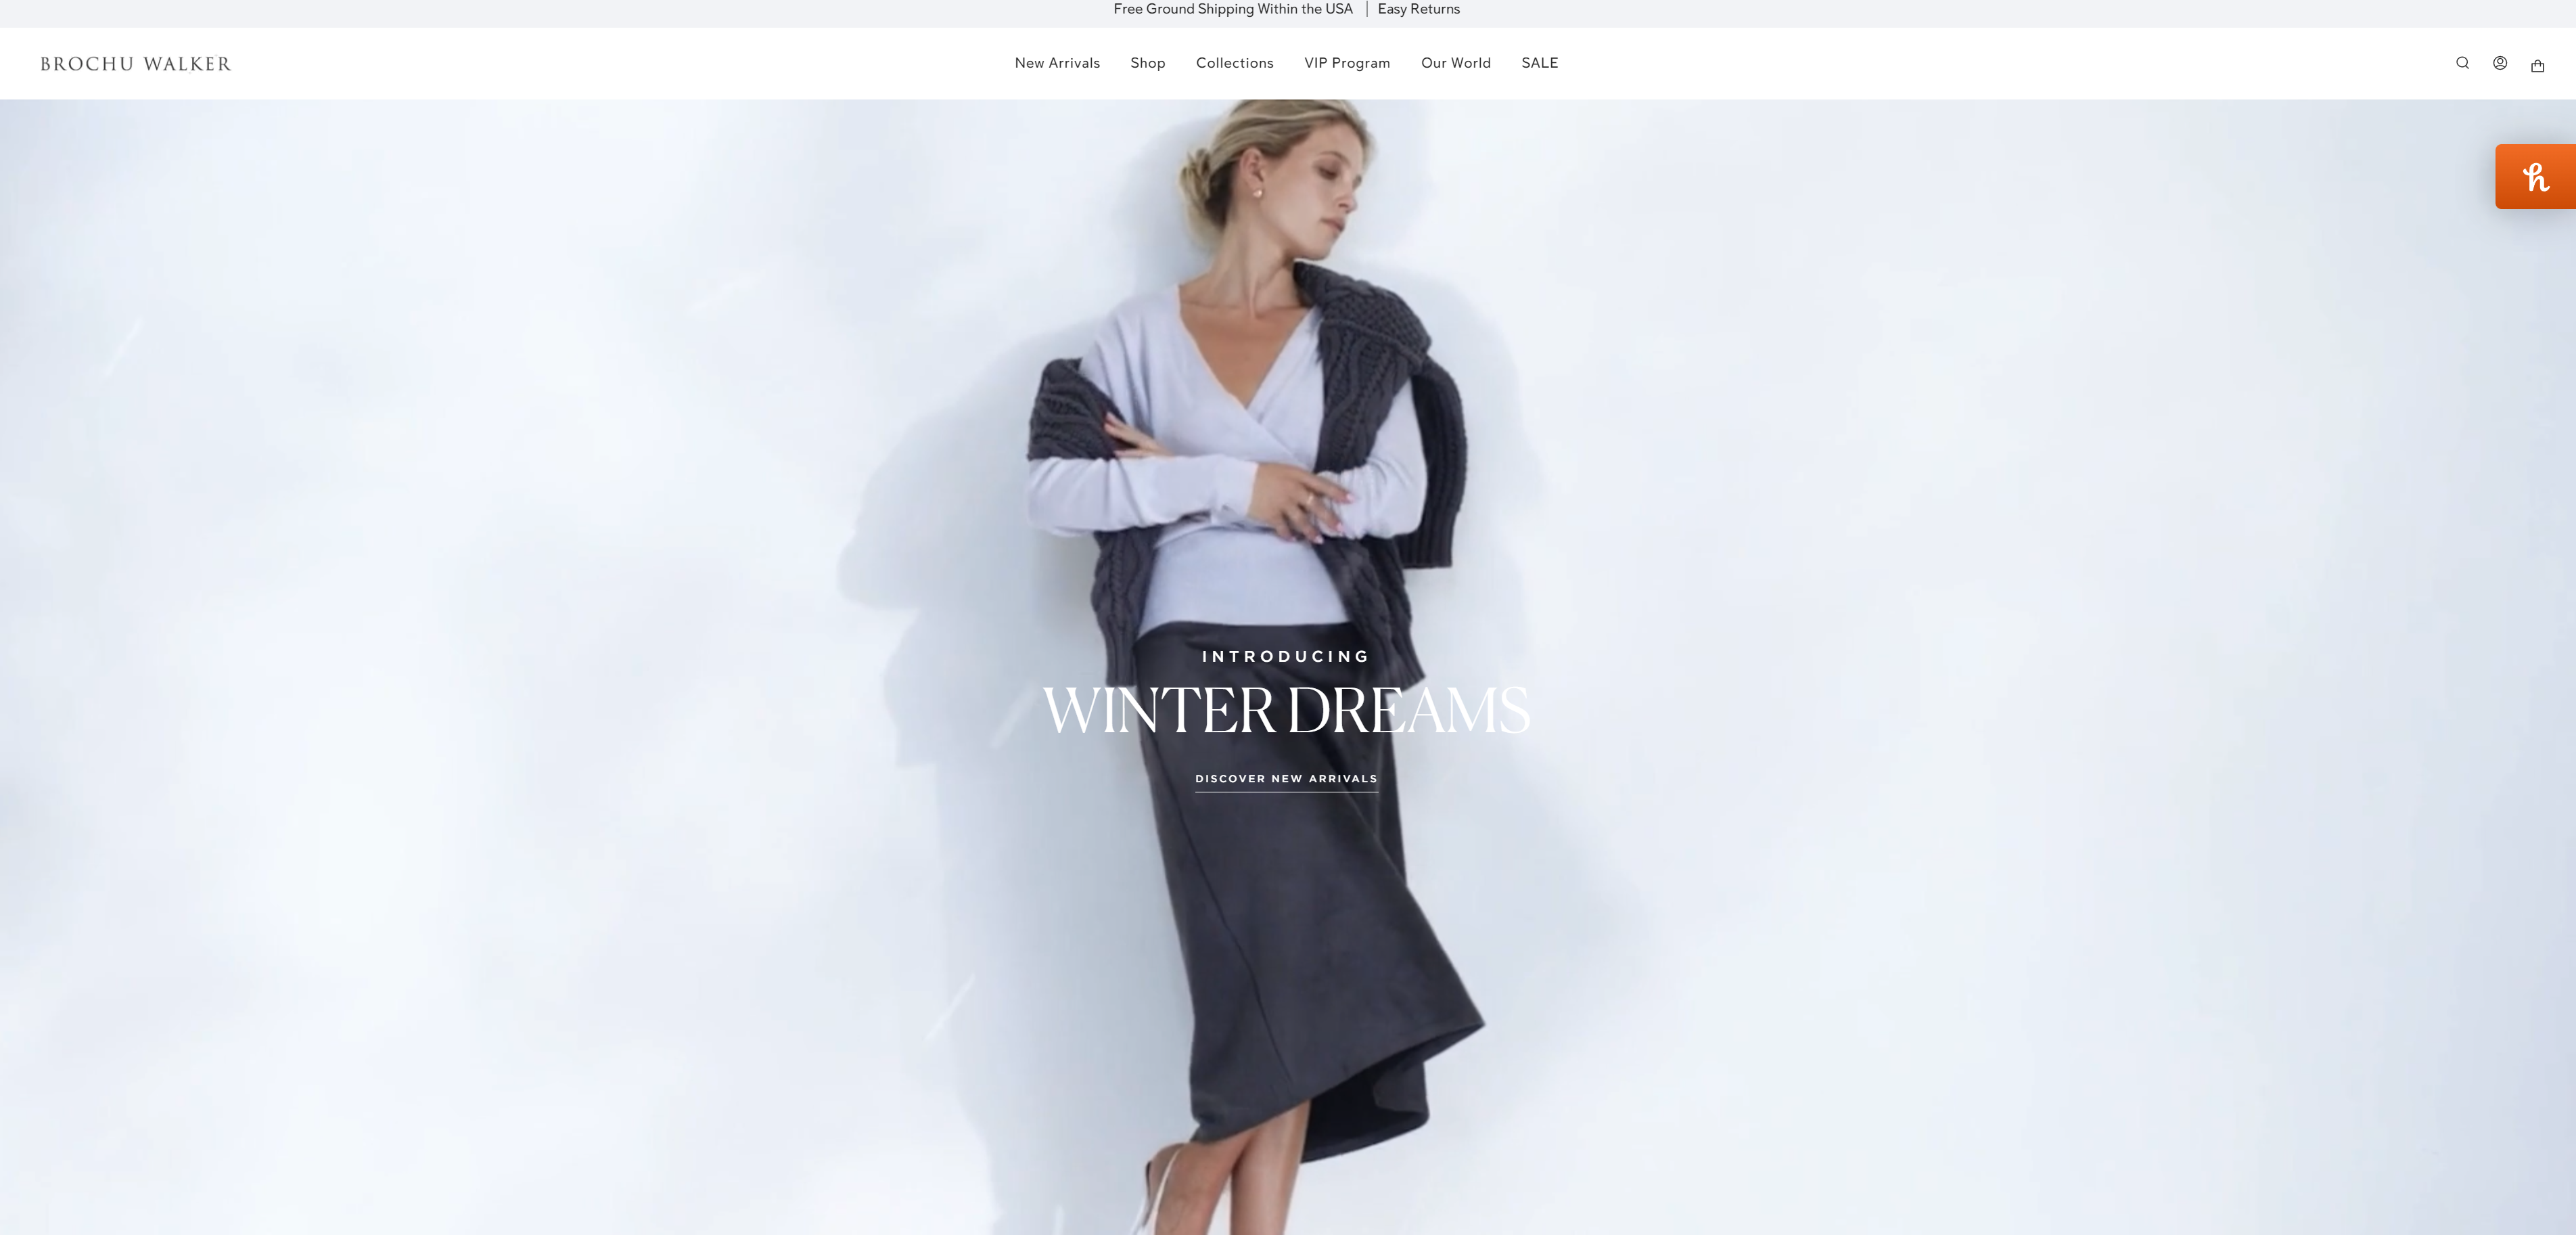 Free Ground Shipping Within the USA | Easy Returns
BROCHU WALKER
New Arrivals Shop Collections VIP Program Our World SALE
h
INTRODUCING
WINTER DREAMS
DISCOVER NEW ARRIVALS